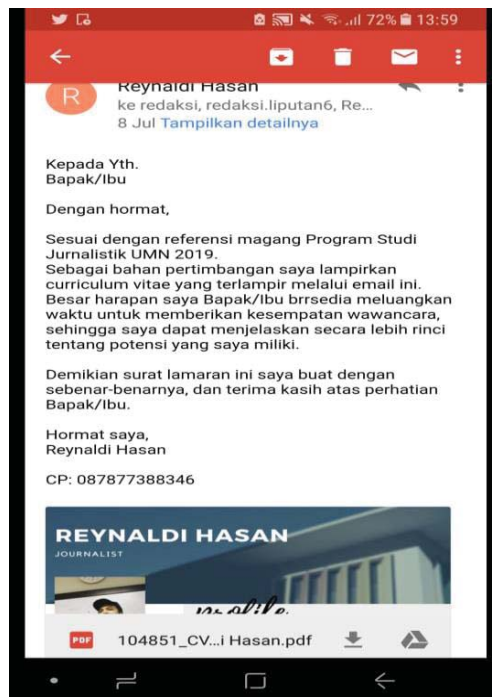 72% 13:59
Reynaldi Hasan
R
ke redaksi, redaksi.liputan6, Re...
8 Jul Tampilkan detailnya
Kepada Yth.
Bapak/Ibu
Dengan hormat,
Sesuai dengan referensi magang Program Studi
Jurnalistik UMN 2019.
Sebagai bahan pertimbangan saya lampirkan
curriculum vitae yang terlampir melalui email ini.
Besar harapan saya Bapak/Ibu brrsedia meluangkan
waktu untuk memberikan kesempatan wawancara,
sehingga saya dapat menjelaskan secara lebih rinci
tentang potensi yang saya miliki.
Demikian surat lamaran ini saya buat dengan
sebenar-benarnya, dan terima kasih atas perhatian
Bapak/Ibu.
Hormat saya,
Reynaldi Hasan
CP: 087877388346
REYNALDI HASAN
JOURNALIST
profile
PDF 104851_CV...i Hasan.pdf